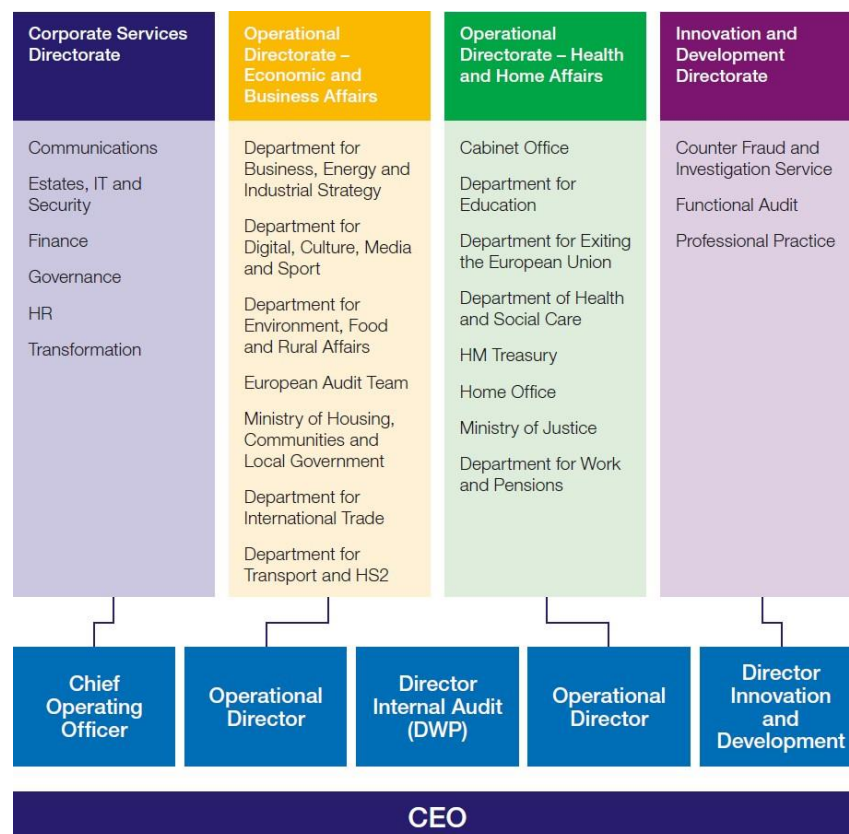 Corporate Services
Directorate
Communications
Estates, IT and
Security
Finance
Governance
HR
Transformation
Operational
Directorate –
Economic and
Business Affairs
Department for
Business, Energy and
Industrial Strategy
Department for
Digital, Culture, Media
and Sport
Department for
Environment, Food
and Rural Affairs
European Audit Team
Ministry of Housing,
Communities and
Local Government
Department for
International Trade
Department for
Transport and HS2
Operational
Directorate – Health
and Home Affairs
Cabinet Office
Department for
Education
Department for Exiting
the European Union
Department of Health
and Social Care
HM Treasury
Home Office
Ministry of Justice
Department for Work
and Pensions
Innovation and
Development
Directorate
Counter Fraud and
Investigation Service
Functional Audit
Professional Practice
Chief
Operating
Officer
Operational
Director
Director
Internal Audit
(DWP)
Operational
Director
Director
Innovation
and
Development
CEO